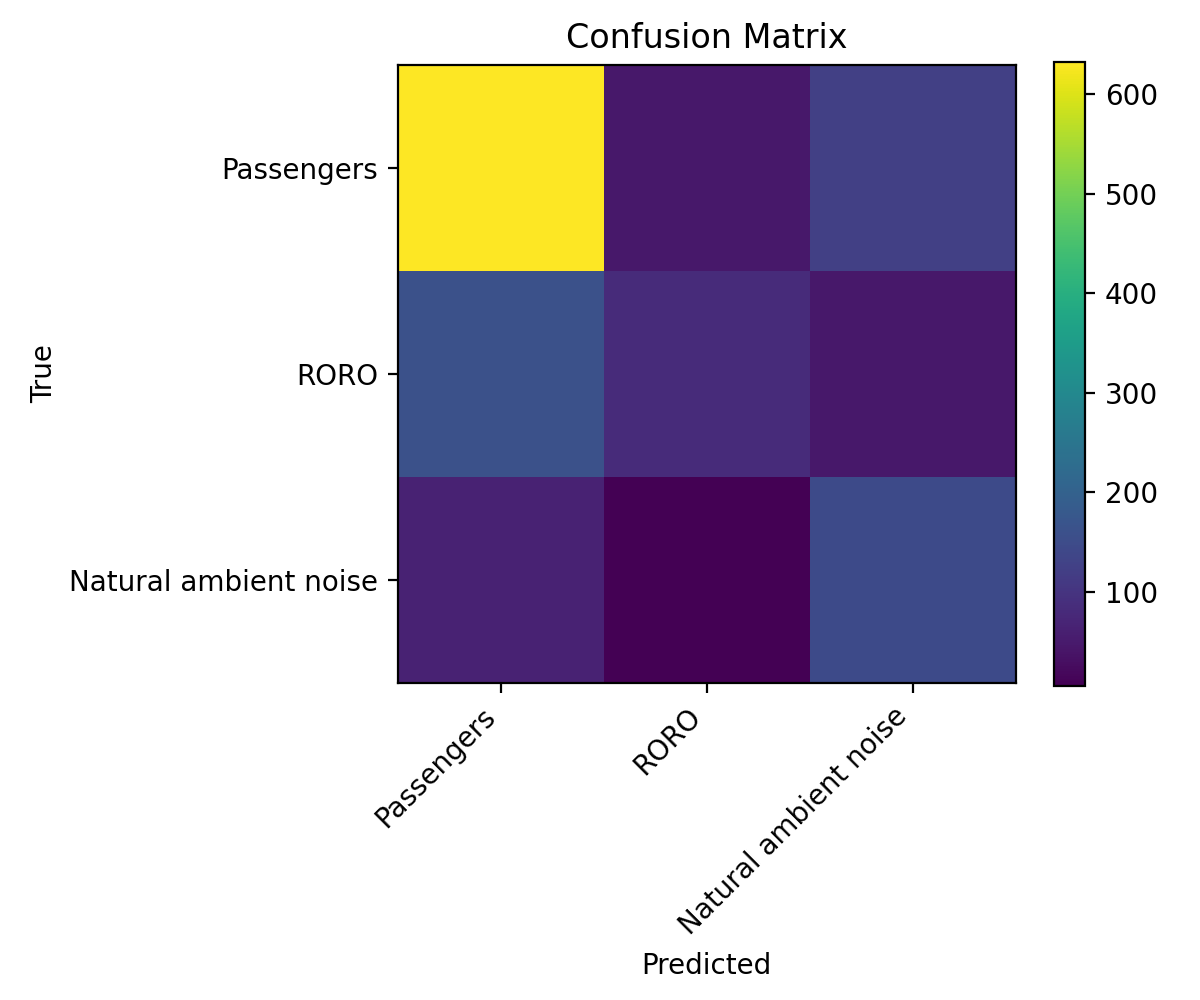 Confusion Matrix
True
Passengers
RORO
Natural ambient noise
Passengers
RORO
Natural ambient noise
Predicted
600
500
400
300
200
100